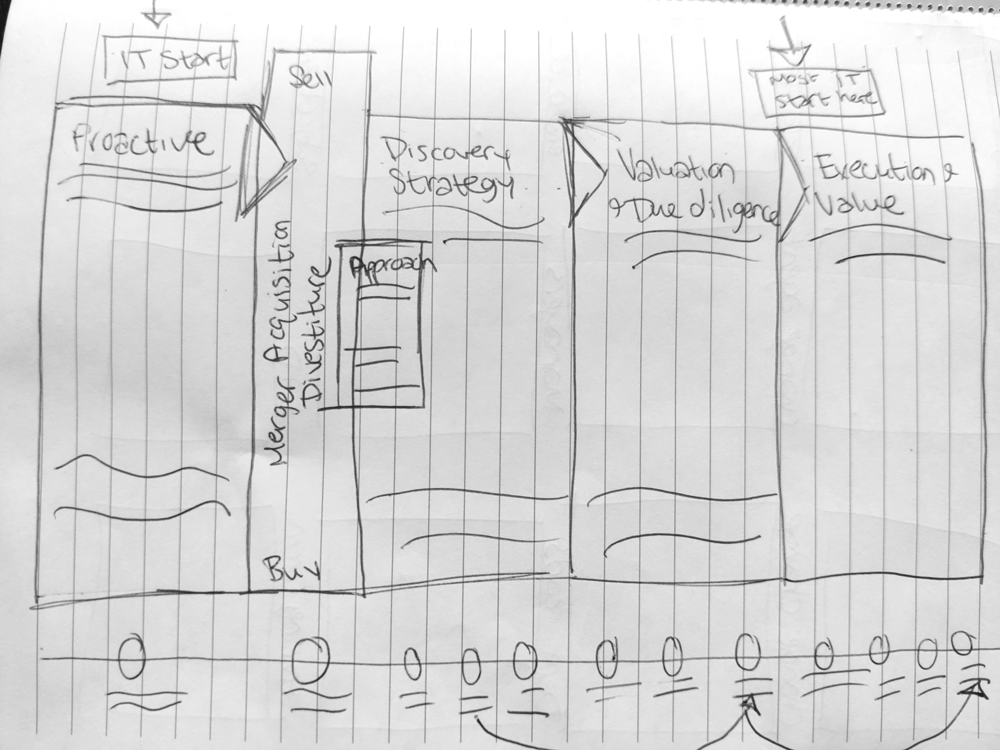 IT Start
Sell
Most IT
start here
Proactive
Discovery
Strategy
Valuation
& Due diligence
Execution &
Value
Merger Acquisition
Divestiture
Approach
Buy